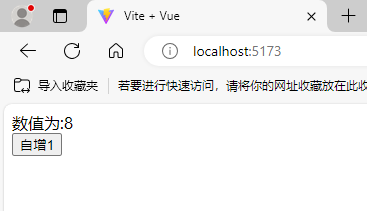 Vite + Vue
localhost:5173
导入收藏夹
若要进行快速访问，请将你的网址收藏放在此收
数值为:8
自增1